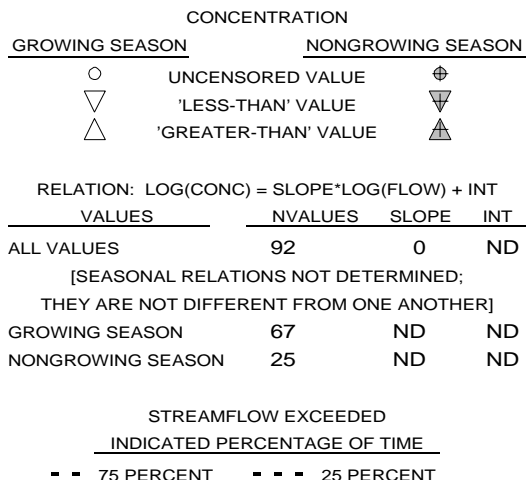 CONCENTRATION
GROWING SEASON NONGROWING SEASON
UNCENSORED VALUE
'LESS-THAN' VALUE
'GREATER-THAN' VALUE
RELATION: LOG(CONC) = SLOPE*LOG(FLOW) + INT
VALUES NVALUES SLOPE INT
ALL VALUES 92 0 ND
[SEASONAL RELATIONS NOT DETERMINED;
THEY ARE NOT DIFFERENT FROM ONE ANOTHER]
GROWING SEASON 67 ND ND
NONGROWING SEASON 25 ND ND
STREAMFLOW EXCEEDED
INDICATED PERCENTAGE OF TIME
75 PERCENT 25 PERCENT